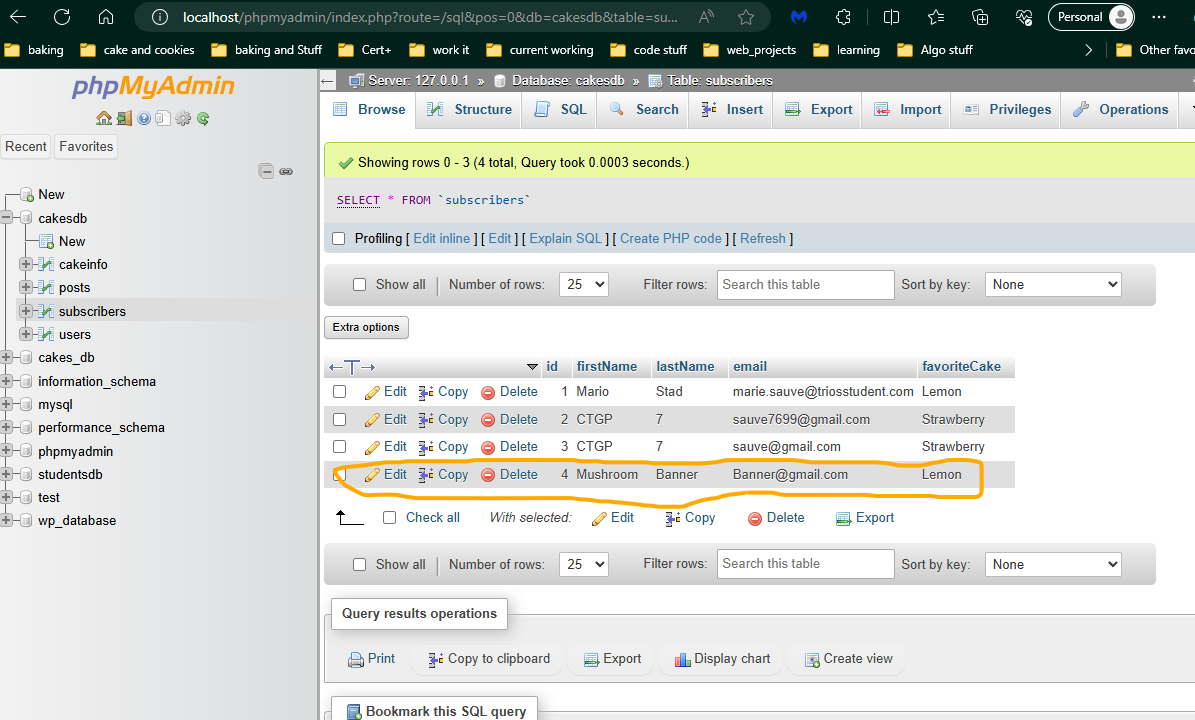 localhost/phpmyadmin/index.php?route=/sql&pos=0&db=cakesdb&table=su...
Personal
baking
cake and cookies
baking and Stuff
Cert+
work it
current working
code stuff
web_projects
learning
Algo stuff
Other favo
phpMyAdmin
Recent
Favorites
New
cakesdb
New
cakeinfo
posts
subscribers
users
cakes_db
information_schema
mysql
performance_schema
phpmyadmin
studentsdb
test
wp_database
Server: 127.0.0.1 » Database: cakesdb » Table: subscribers
Browse Structure SQL Search Insert Export Import Privileges Operations
Showing rows 0 - 3 (4 total, Query took 0.0003 seconds.)
SELECT * FROM `subscribers`
Profiling [ Edit inline ] [ Edit ] [ Explain SQL ] [ Create PHP code ] [ Refresh ]
Show all Number of rows: 25 Filter rows: Search this table Sort by key: None
Extra options
←T→ id firstName lastName email favoriteCake
Edit Copy Delete 1 Mario Stad marie.sauve@triosstudent.com Lemon
Edit Copy Delete 2 CTGP 7 sauve7699@gmail.com Strawberry
Edit Copy Delete 3 CTGP 7 sauve@gmail.com Strawberry
Edit Copy Delete 4 Mushroom Banner Banner@gmail.com Lemon
Check all With selected: Edit Copy Delete Export
Show all Number of rows: 25 Filter rows: Search this table Sort by key: None
Query results operations
Print Copy to clipboard Export Display chart Create view
Bookmark this SQL query